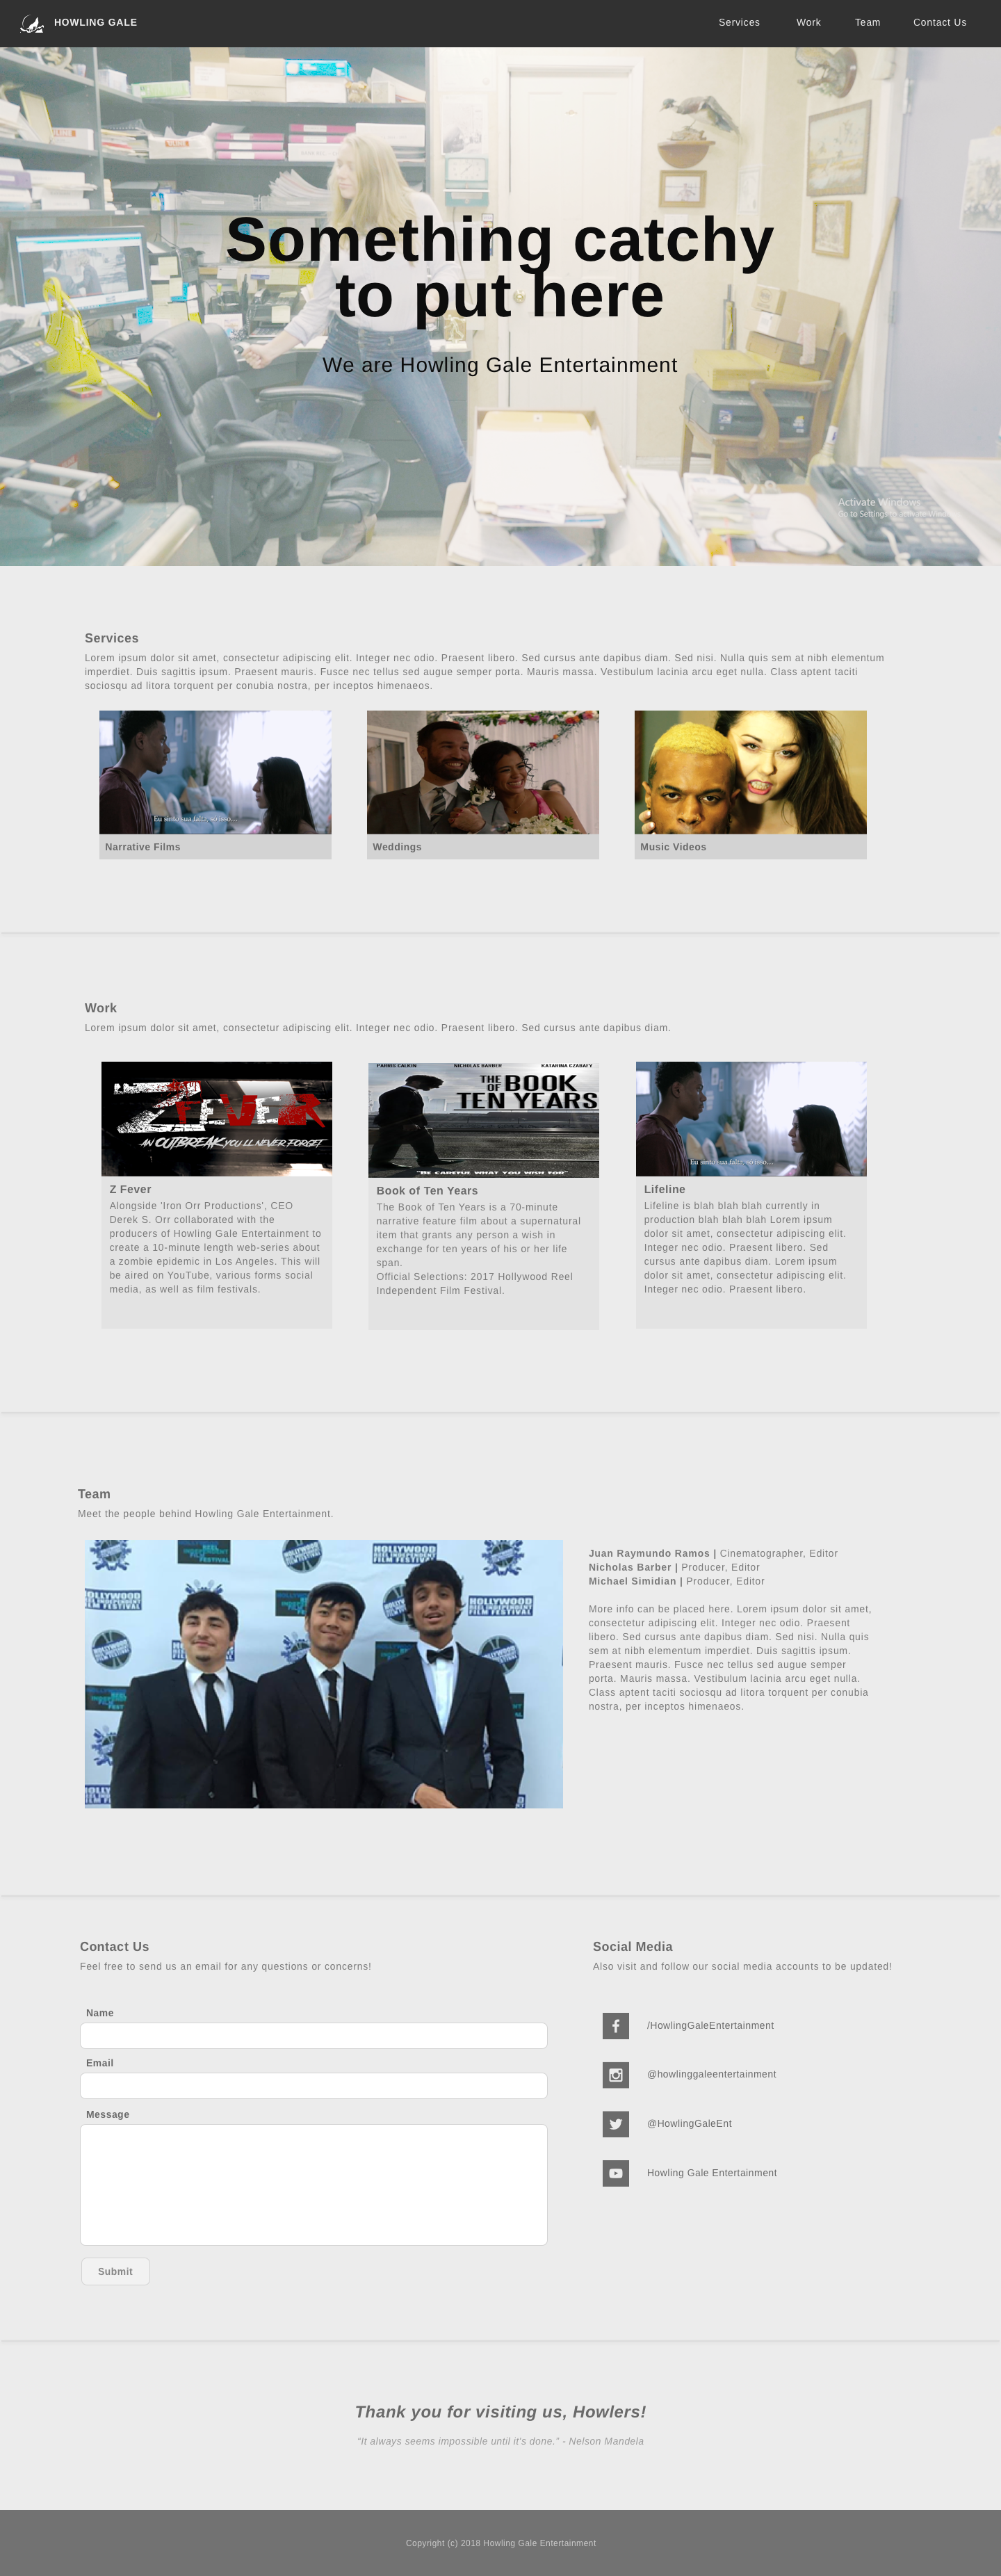 HOWLING GALE
Services Work Team Contact Us
Something catchy
to put here
We are Howling Gale Entertainment
Activate Windows
Go to Settings
Services
Lorem ipsum dolor sit amet, consectetur adipiscing elit. Integer nec odio. Praesent libero. Sed cursus ante dapibus diam. Sed nisi. Nulla quis sem at nibh elementum
imperdiet. Duis sagittis ipsum. Praesent mauris. Fusce nec tellus sed augue semper porta. Mauris massa. Vestibulum lacinia arcu eget nulla. Class aptent taciti
sociosqu ad litora torquent per conubia nostra, per inceptos himenaeos.
Eu sinto sua falta, só isso...
Narrative Films
Weddings
Music Videos
Work
Lorem ipsum dolor sit amet, consectetur adipiscing elit. Integer nec odio. Praesent libero. Sed cursus ante dapibus diam.
Z FEVER
AN OUTBREAK YOU'LL NEVER FORGET
Z Fever
Alongside 'Iron Orr Productions', CEO
Derek S. Orr collaborated with the
producers of Howling Gale Entertainment to
create a 10-minute length web-series about
a zombie epidemic in Los Angeles. This will
be aired on YouTube, various forms social
media, as well as film festivals.
PARRIS CALKIN NICHOLAS BARBER KATARINA CZABAFY
THE BOOK
OF
TEN YEARS
"BE CAREFUL WHAT YOU WISH FOR"
Book of Ten Years
The Book of Ten Years is a 70-minute
narrative feature film about a supernatural
item that grants any person a wish in
exchange for ten years of his or her life
span.
Official Selections: 2017 Hollywood Reel
Independent Film Festival.
Eu sinto sua falta, só isso...
Lifeline
Lifeline is blah blah blah currently in
production blah blah blah Lorem ipsum
dolor sit amet, consectetur adipiscing elit.
Integer nec odio. Praesent libero. Sed
cursus ante dapibus diam. Lorem ipsum
dolor sit amet, consectetur adipiscing elit.
Integer nec odio. Praesent libero.
Team
Meet the people behind Howling Gale Entertainment.
HOLLYWOOD
REEL INDEPENDENT
FILM FESTIVAL
Juan Raymundo Ramos | Cinematographer, Editor
Nicholas Barber | Producer, Editor
Michael Simidian | Producer, Editor
More info can be placed here. Lorem ipsum dolor sit amet,
consectetur adipiscing elit. Integer nec odio. Praesent
libero. Sed cursus ante dapibus diam. Sed nisi. Nulla quis
sem at nibh elementum imperdiet. Duis sagittis ipsum.
Praesent mauris. Fusce nec tellus sed augue semper
porta. Mauris massa. Vestibulum lacinia arcu eget nulla.
Class aptent taciti sociosqu ad litora torquent per conubia
nostra, per inceptos himenaeos.
Contact Us
Feel free to send us an email for any questions or concerns!
Name
Email
Message
Submit
Social Media
Also visit and follow our social media accounts to be updated!
/HowlingGaleEntertainment
@howlinggaleentertainment
@HowlingGaleEnt
Howling Gale Entertainment
Thank you for visiting us, Howlers!
“It always seems impossible until it's done.” - Nelson Mandela
Copyright (c) 2018 Howling Gale Entertainment